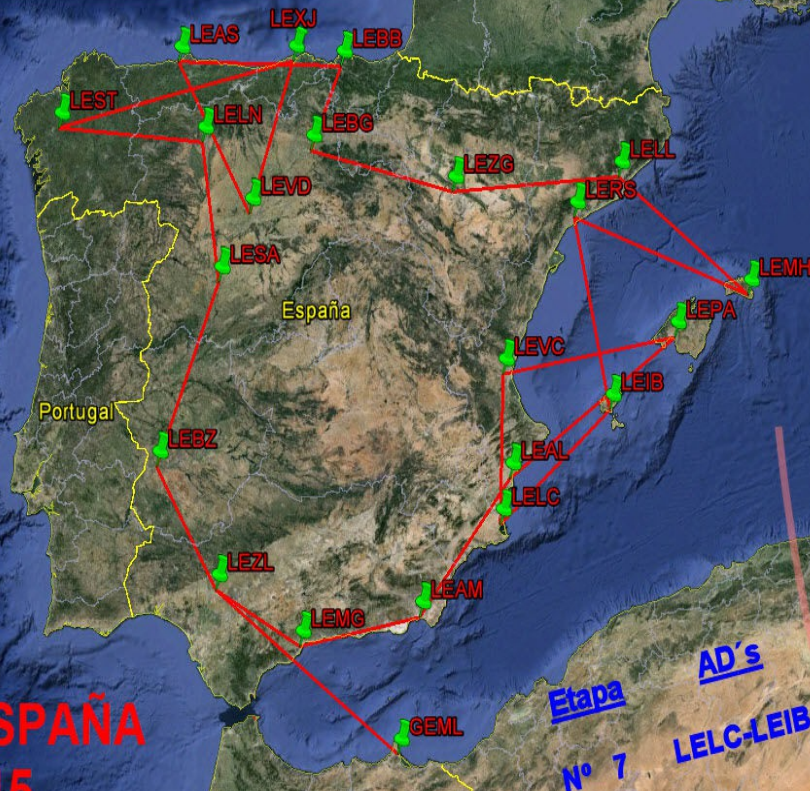 LEXJ
LEAS
LEBB
LEST
LELN
LEBG
LELL
LEZG
LEVD
LERS
LESA
LEMH
España
LEPA
LEVC
LEIB
Portugal
LEBZ
LEAL
LELC
LEZL
LEAM
LEMG
SPAÑA
GEML
Etapa AD´s
Nº 7 LELC-LEIB
15